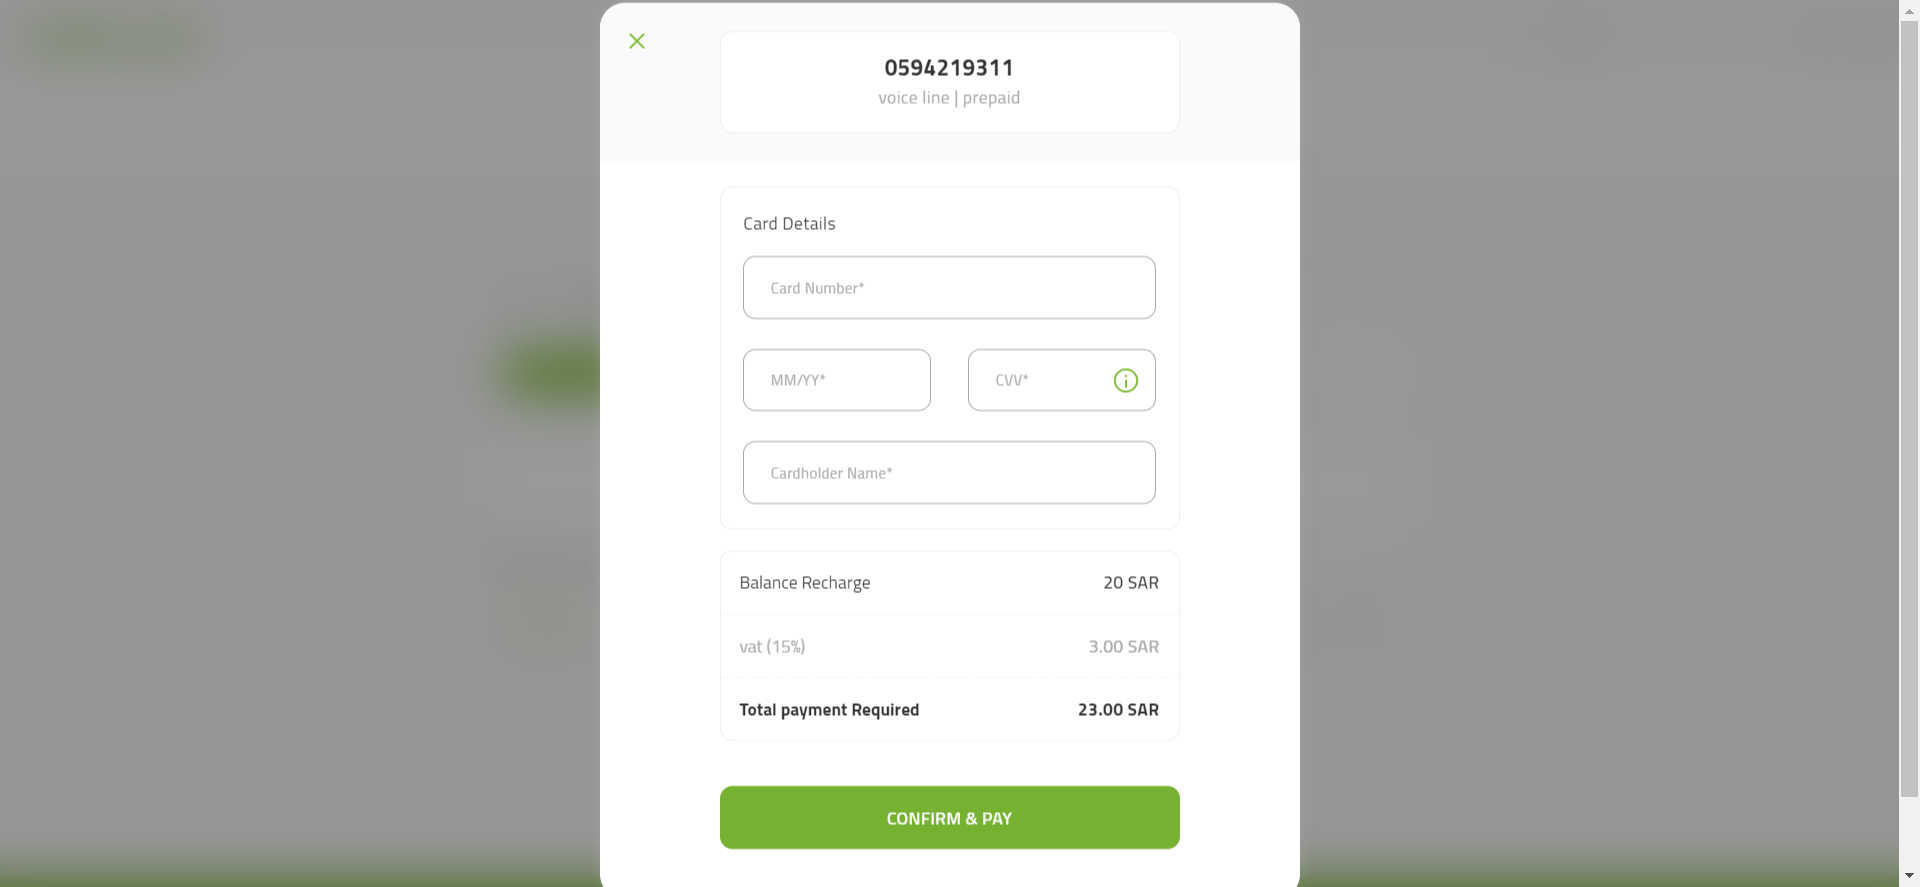 0594219311
voice line | prepaid
Card Details
Card Number*
MM/YY*
CVV*
Cardholder Name*
Balance Recharge 20 SAR
vat (15%) 3.00 SAR
Total payment Required 23.00 SAR
CONFIRM & PAY